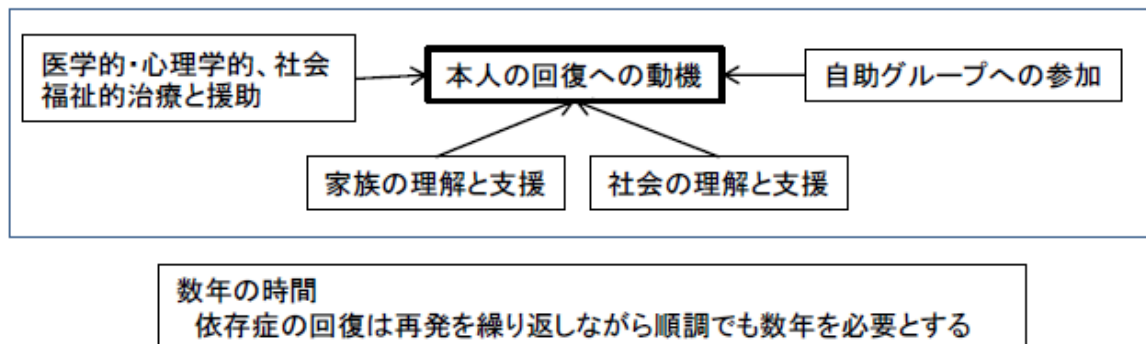 医学的・心理学的、社会
福祉的治療と援助
本人の回復への動機
自助グループへの参加
家族の理解と支援
社会の理解と支援
数年の時間
依存症の回復は再発を繰り返しながら順調でも数年を必要とする